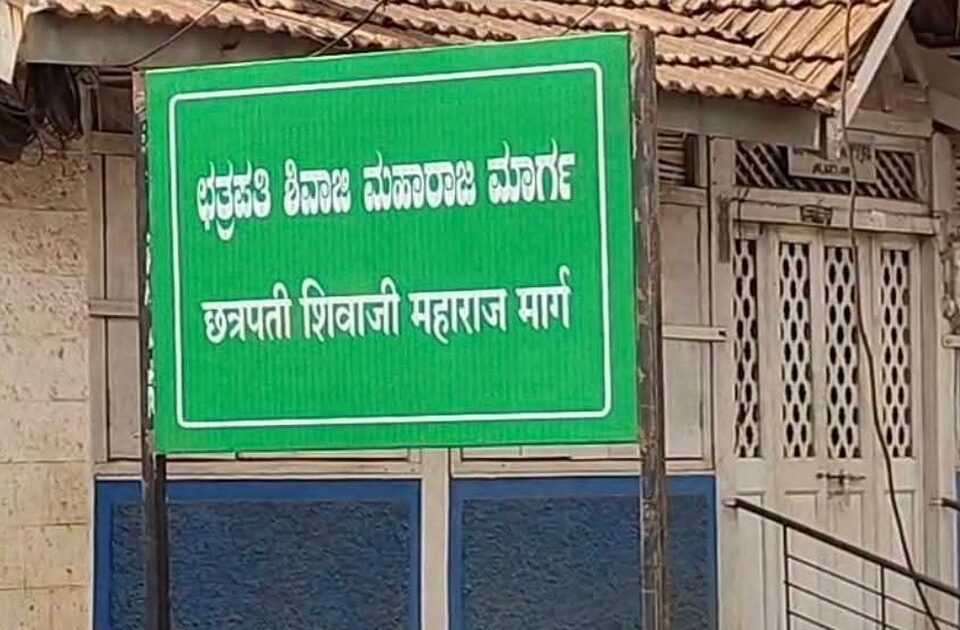 ಛತ್ರಪತಿ ಶಿವಾಜಿ ಮಹಾರಾಜ ಮಾರ್ಗ
छत्रपती शिवाजी महाराज मार्ग